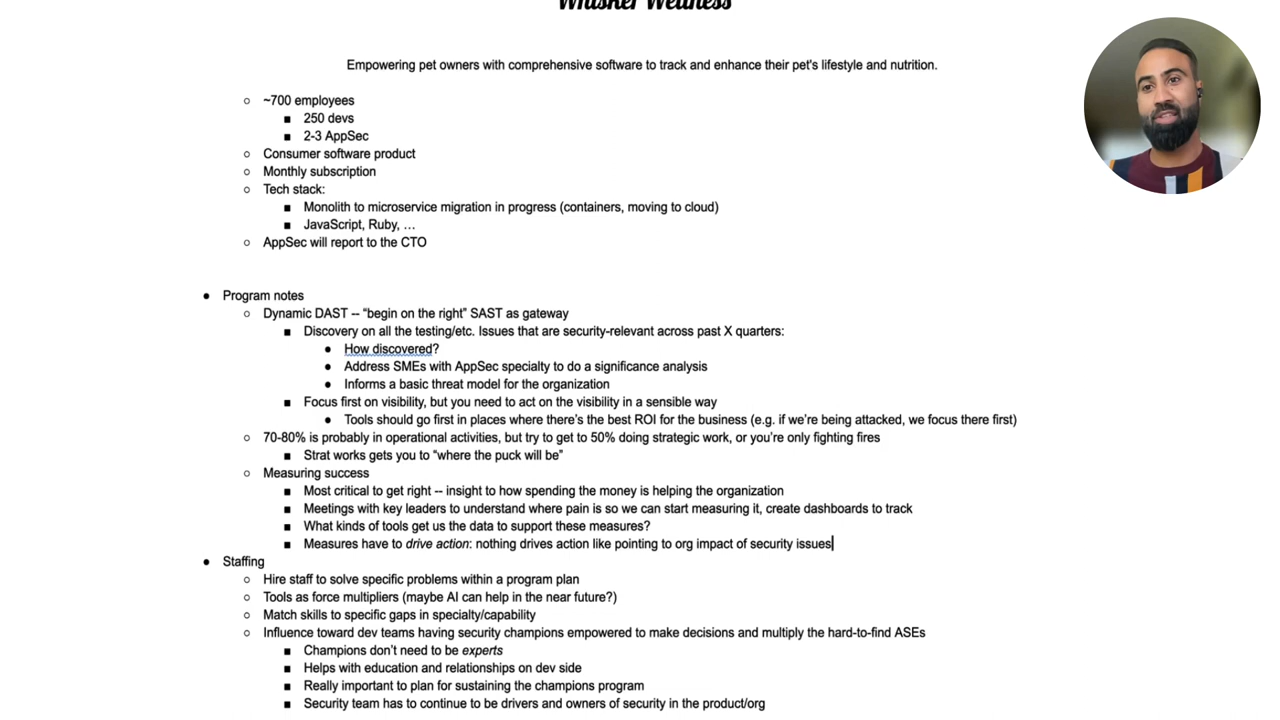 Whisker Wellness
Empowering pet owners with comprehensive software to track and enhance their pet's lifestyle and nutrition.
○ ~700 employees
■ 250 devs
■ 2-3 AppSec
○ Consumer software product
○ Monthly subscription
○ Tech stack:
■ Monolith to microservice migration in progress (containers, moving to cloud)
■ JavaScript, Ruby, …
○ AppSec will report to the CTO
● Program notes
○ Dynamic DAST -- “begin on the right” SAST as gateway
■ Discovery on all the testing/etc. Issues that are security-relevant across past X quarters:
● How discovered?
● Address SMEs with AppSec specialty to do a significance analysis
● Informs a basic threat model for the organization
■ Focus first on visibility, but you need to act on the visibility in a sensible way
● Tools should go first in places where there’s the best ROI for the business (e.g. if we’re being attacked, we focus there first)
○ 70-80% is probably in operational activities, but try to get to 50% doing strategic work, or you’re only fighting fires
■ Strat works gets you to “where the puck will be”
○ Measuring success
■ Most critical to get right -- insight to how spending the money is helping the organization
■ Meetings with key leaders to understand where pain is so we can start measuring it, create dashboards to track
■ What kinds of tools get us the data to support these measures?
■ Measures have to drive action: nothing drives action like pointing to org impact of security issues
● Staffing
○ Hire staff to solve specific problems within a program plan
○ Tools as force multipliers (maybe AI can help in the near future?)
○ Match skills to specific gaps in specialty/capability
○ Influence toward dev teams having security champions empowered to make decisions and multiply the hard-to-find ASEs
■ Champions don’t need to be experts
■ Helps with education and relationships on dev side
■ Really important to plan for sustaining the champions program
■ Security team has to continue to be drivers and owners of security in the product/org